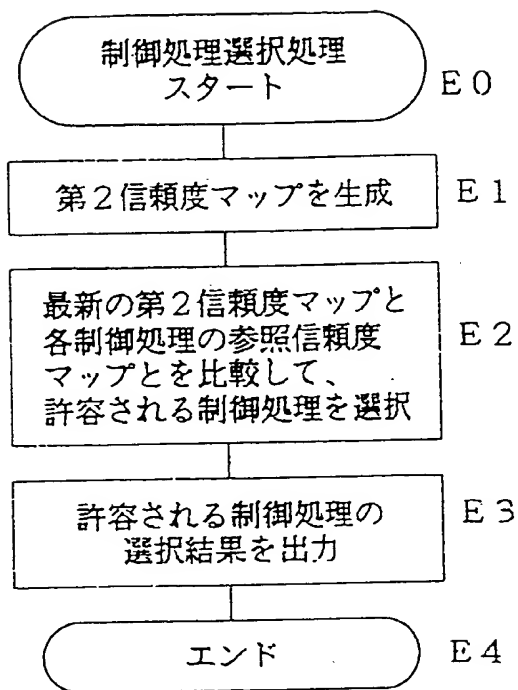 制御処理選択処理
スタート
E0
第2信頼度マップを生成
E1
最新の第2信頼度マップと
各制御処理の参照信頼度
マップとを比較して、
許容される制御処理を選択
E2
許容される制御処理の
選択結果を出力
E3
エンド
E4